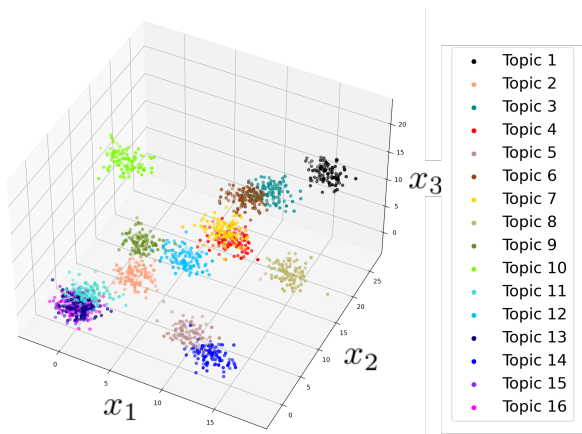 20
15
10
5
0
x₃
25
20
15
10
5
0
x₂
0
5
10
15
x₁
Topic 1
Topic 2
Topic 3
Topic 4
Topic 5
Topic 6
Topic 7
Topic 8
Topic 9
Topic 10
Topic 11
Topic 12
Topic 13
Topic 14
Topic 15
Topic 16